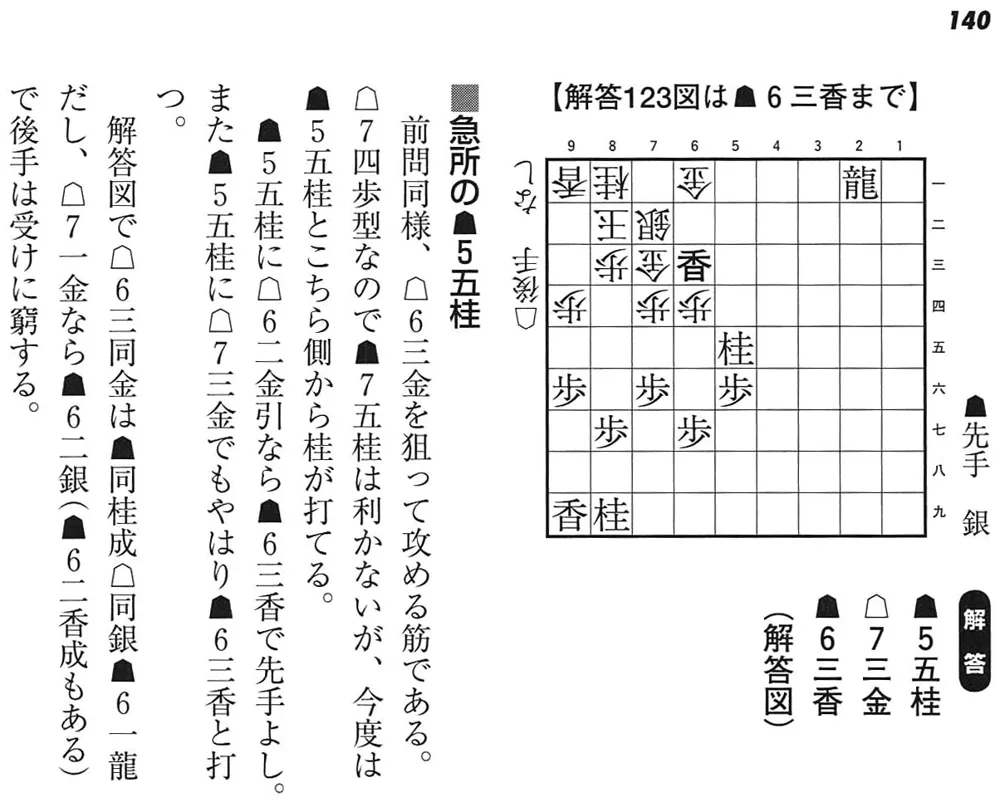 140
【解答123図は☗6三香まで】
9 8 7 6 5 4 3 2 1
香 桂 金 龍 一
王 銀 二
歩 金 香 三
歩 歩 歩 四
桂 五
歩 歩 歩 六
歩 歩 七
八
香 桂 九
☖後手 なし
☗先手 銀
解答
☗5五桂
☖7三金
☗6三香
(解答図)
▒急所の☗5五桂
前問同様、☖6三金を狙って攻める筋である。
☖7四歩型なので☗7五桂は利かないが、今度は
☗5五桂とこちら側から桂が打てる。
☗5五桂に☖6二金引なら☗6三香で先手よし。
また☗5五桂に☖7三金でもやはり☗6三香と打
つ。
解答図で☖6三同金は☗同桂成☖同銀☗6一龍
だし、☖7一金なら☗6二銀(☗6二香成もある)
で後手は受けに窮する。